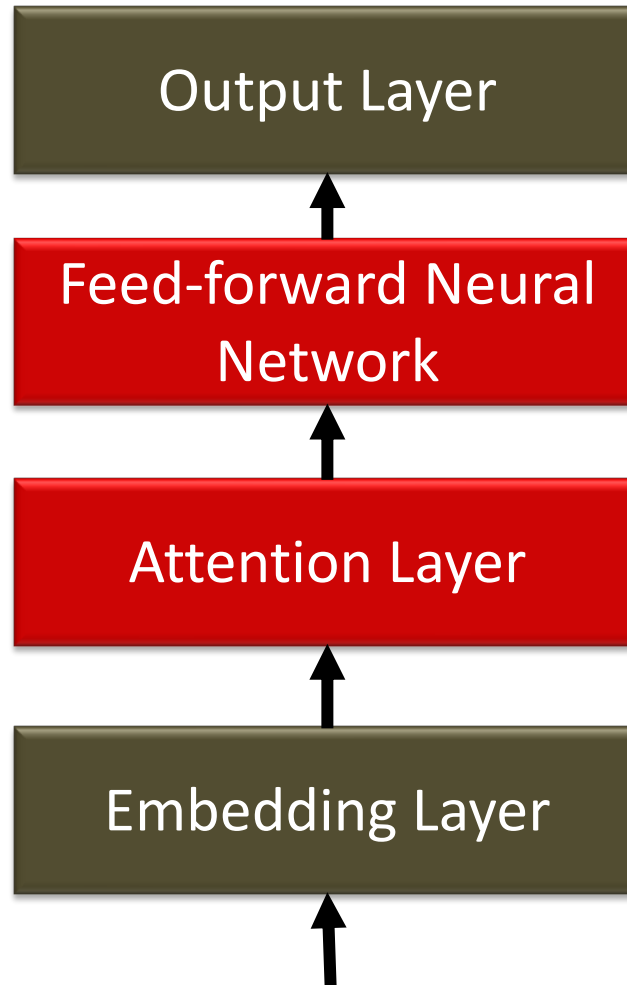 Output Layer
Feed-forward Neural
Network
Attention Layer
Embedding Layer